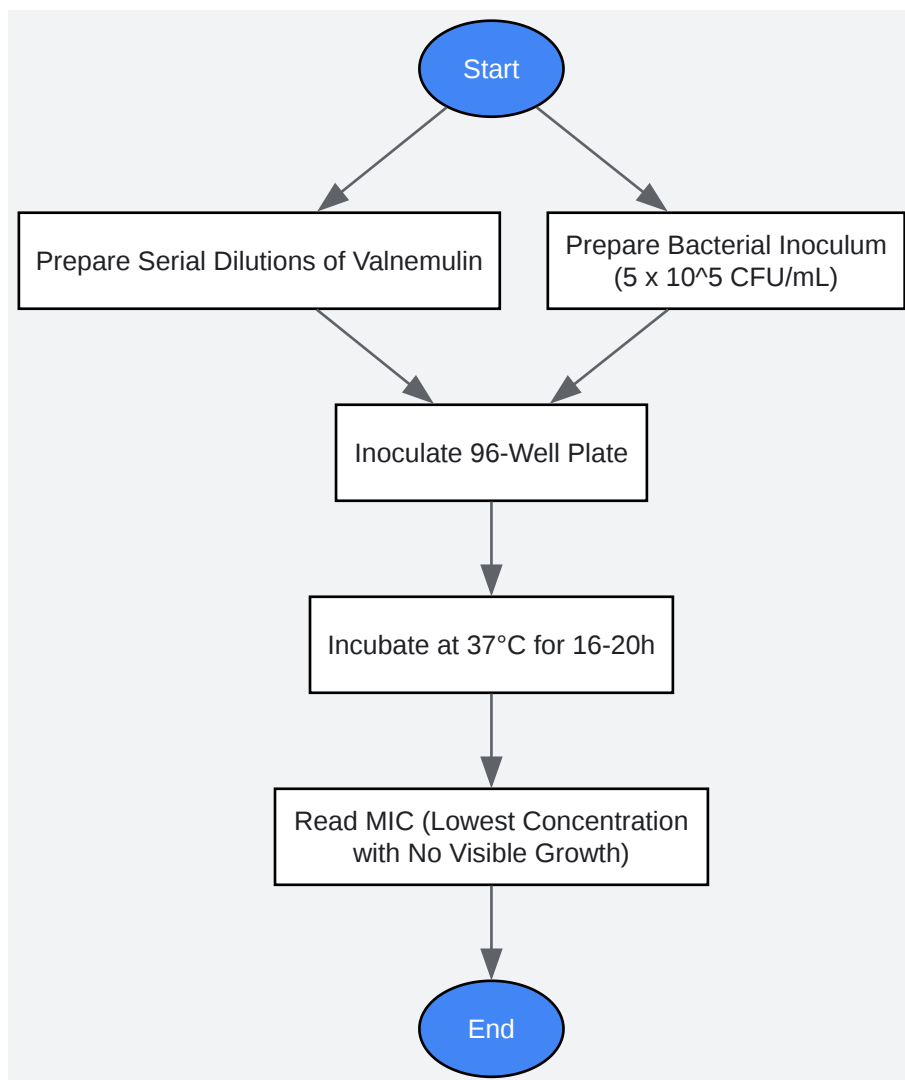 Start
Prepare Serial Dilutions of Valnemulin
Prepare Bacterial Inoculum
(5 x 10^5 CFU/mL)
Inoculate 96-Well Plate
Incubate at 37°C for 16-20h
Read MIC (Lowest Concentration
with No Visible Growth)
End